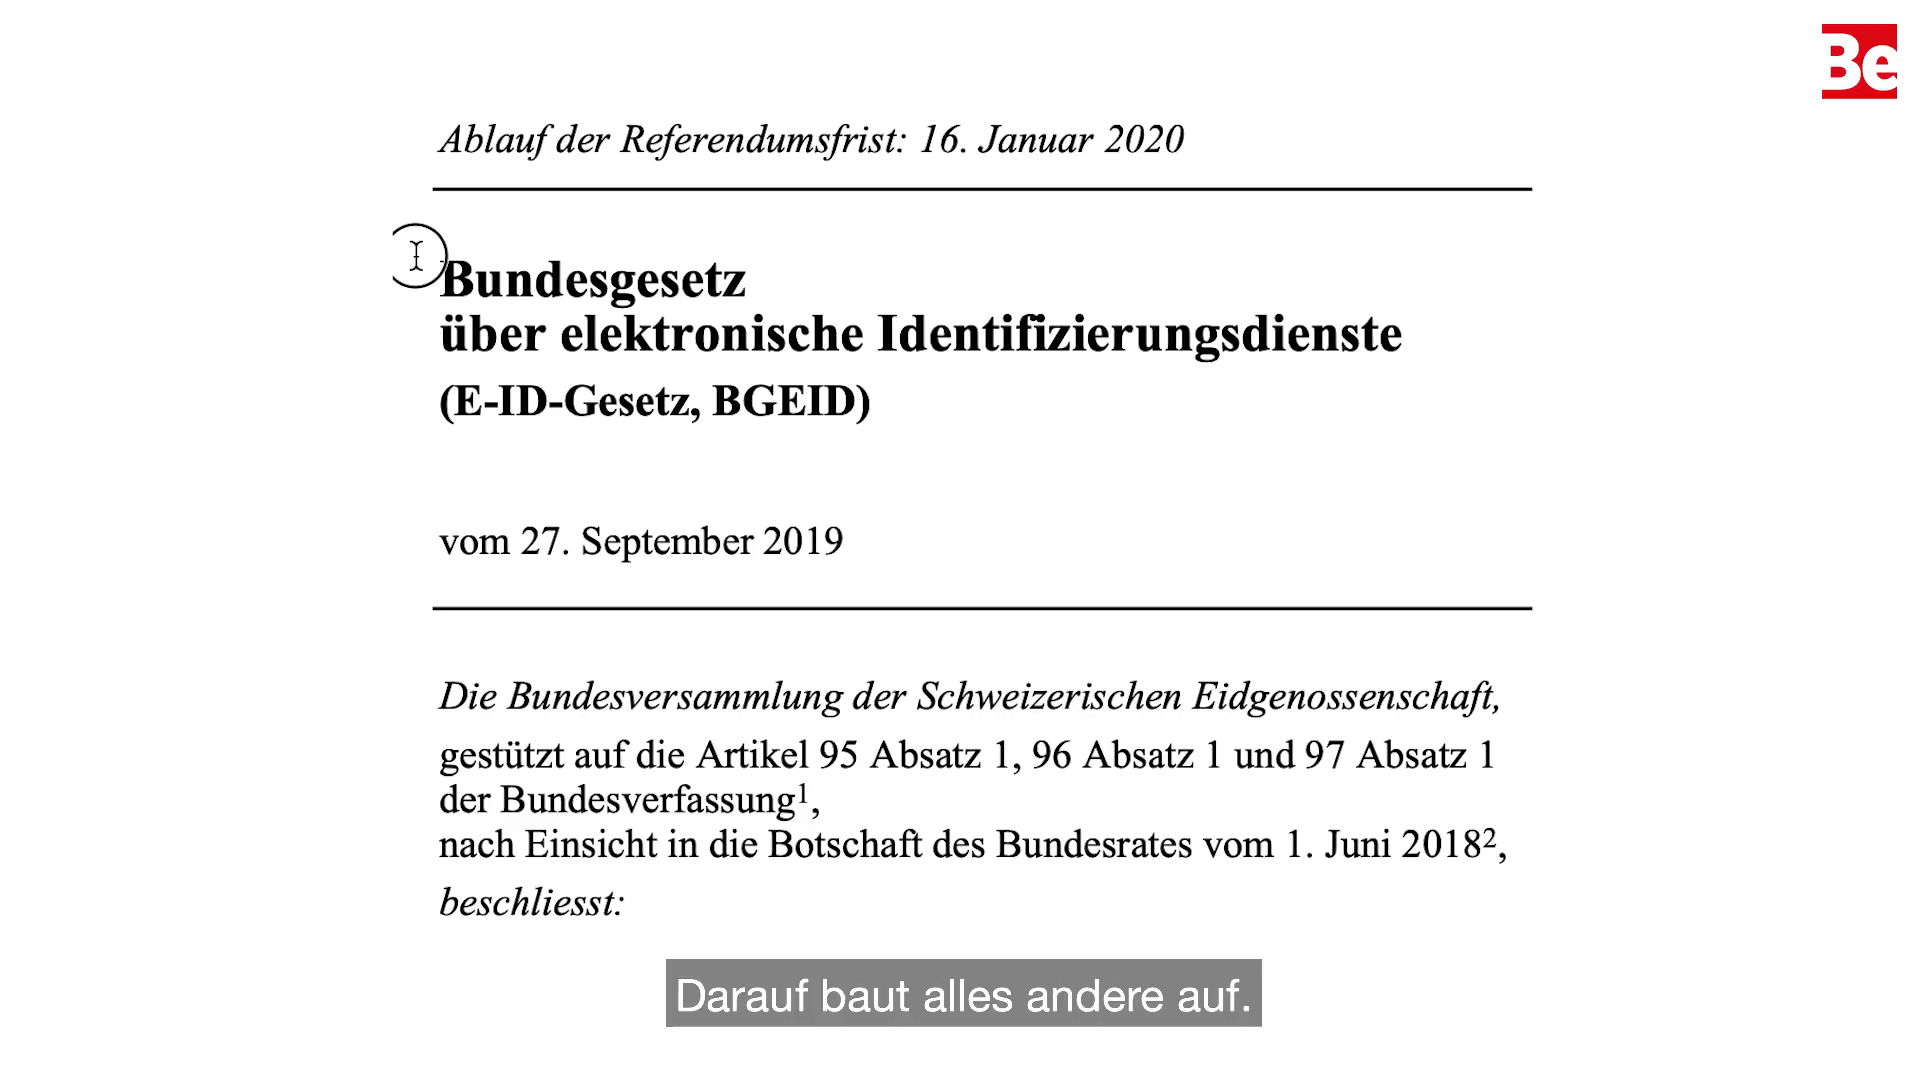 Be
Ablauf der Referendumsfrist: 16. Januar 2020
Bundesgesetz
über elektronische Identifizierungsdienste
(E-ID-Gesetz, BGEID)
vom 27. September 2019
Die Bundesversammlung der Schweizerischen Eidgenossenschaft,
gestützt auf die Artikel 95 Absatz 1, 96 Absatz 1 und 97 Absatz 1
der Bundesverfassung¹,
nach Einsicht in die Botschaft des Bundesrates vom 1. Juni 2018²,
beschliesst:
Darauf baut alles andere auf.